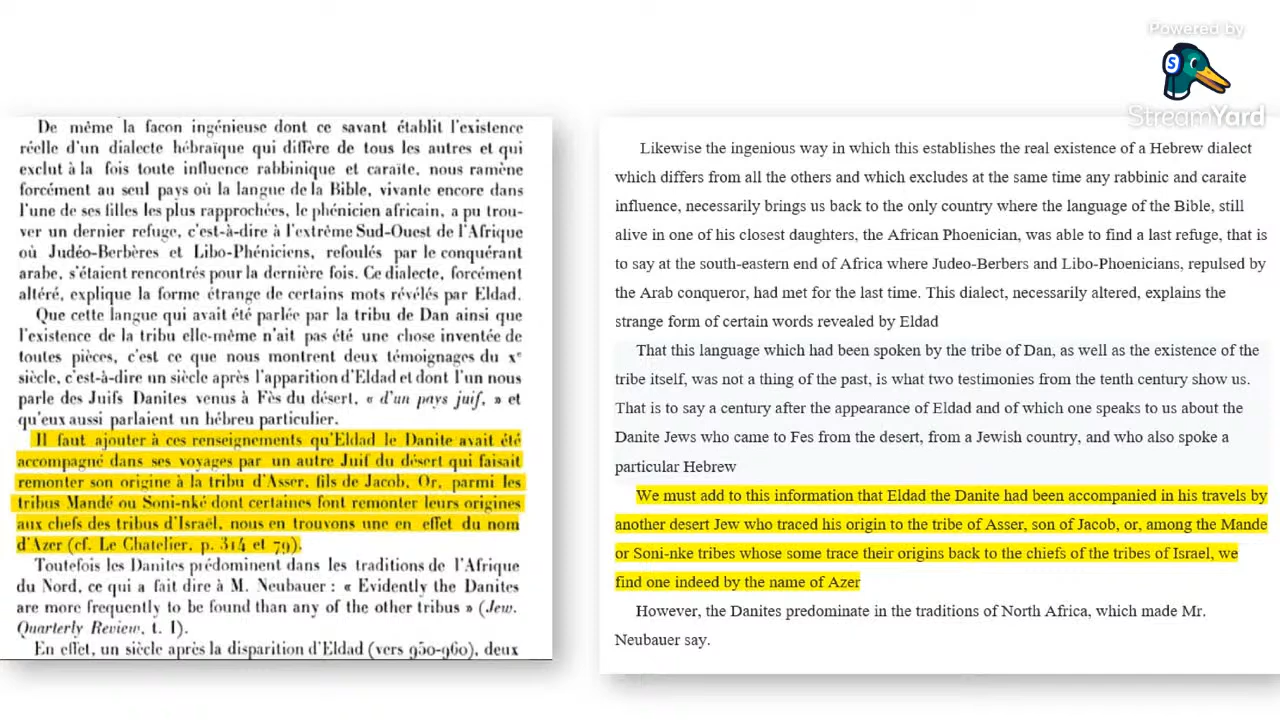 Powered by
StreamYard
De même la façon ingénieuse dont ce savant établit l'existence
réelle d'un dialecte hébraïque qui diffère de tous les autres et qui
exclut à la fois toute influence rabbinique et caraïte, nous ramène
forcément au seul pays où la langue de la Bible, vivante encore dans
l'une de ses filles les plus rapprochées, le phénicien africain, a pu trou-
ver un dernier refuge, c'est-à-dire à l'extrême Sud-Ouest de l'Afrique
où Judéo-Berbères et Libo-Phéniciens, refoulés par le conquérant
arabe, s'étaient rencontrés pour la dernière fois. Ce dialecte, forcément
altéré, explique la forme étrange de certains mots révélés par Eldad.
Que cette langue qui avait été parlée par la tribu de Dan ainsi que
l'existence de la tribu elle-même n'ait pas été une chose inventée de
toutes pièces, c'est ce que nous montrent deux témoignages du xe
siècle, c'est-à-dire un siècle après l'apparition d'Eldad et dont l'un nous
parle des Juifs Danites venus à Fès du désert, « d'un pays juif, » et
qu'eux aussi parlaient un hébreu particulier.
Il faut ajouter à ces renseignements qu'Eldad le Danite avait été
accompagné dans ses voyages par un autre Juif du désert qui faisait
remonter son origine à la tribu d'Asser, fils de Jacob. Or, parmi les
tribus Mandé ou Soni-nké dont certaines font remonter leurs origines
aux chefs des tribus d'Israël, nous en trouvons une en effet du nom
d'Azer (cf. Le Chatelier, p. 314 et 79).
Toutefois les Danites prédominent dans les traditions de l'Afrique
du Nord, ce qui a fait dire à M. Neubauer : « Evidently the Danites
are more frequently to be found than any of the other tribus » (Jew.
Quarterly Review, t. I).
En effet, un siècle après la disparition d'Eldad (vers 950-960), deux
Likewise the ingenious way in which this establishes the real existence of a Hebrew dialect
which differs from all the others and which excludes at the same time any rabbinic and caraite
influence, necessarily brings us back to the only country where the language of the Bible, still
alive in one of his closest daughters, the African Phoenician, was able to find a last refuge, that is
to say at the south-eastern end of Africa where Judeo-Berbers and Libo-Phoenicians, repulsed by
the Arab conqueror, had met for the last time. This dialect, necessarily altered, explains the
strange form of certain words revealed by Eldad
That this language which had been spoken by the tribe of Dan, as well as the existence of the
tribe itself, was not a thing of the past, is what two testimonies from the tenth century show us.
That is to say a century after the appearance of Eldad and of which one speaks to us about the
Danite Jews who came to Fes from the desert, from a Jewish country, and who also spoke a
particular Hebrew
We must add to this information that Eldad the Danite had been accompanied in his travels by
another desert Jew who traced his origin to the tribe of Asser, son of Jacob, or, among the Mande
or Soni-nke tribes whose some trace their origins back to the chiefs of the tribes of Israel, we
find one indeed by the name of Azer
However, the Danites predominate in the traditions of North Africa, which made Mr.
Neubauer say.